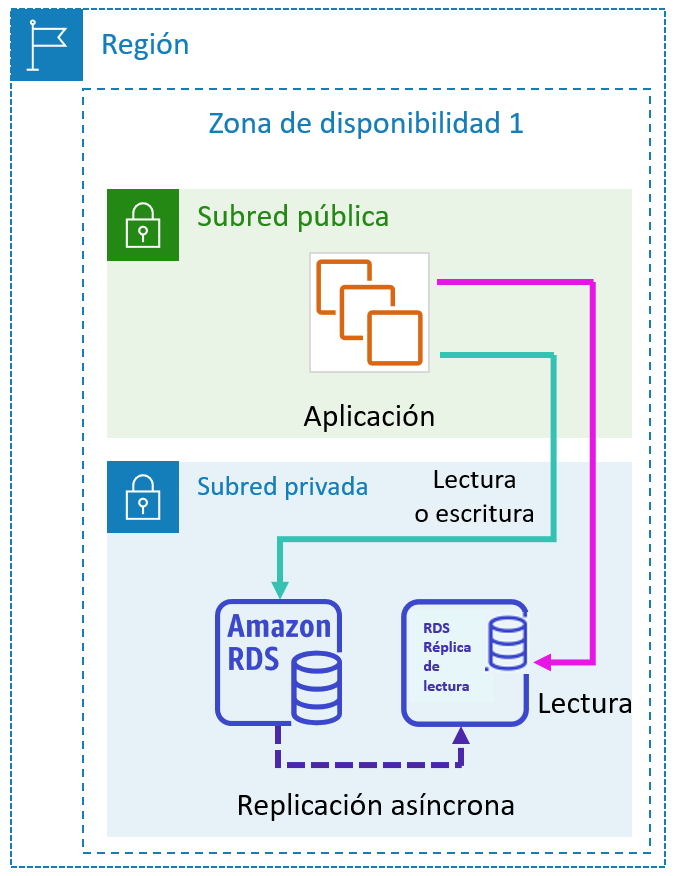 Región
Zona de disponibilidad 1
Subred pública
Aplicación
Subred privada
Lectura
o escritura
Amazon
RDS
RDS
Réplica
de
lectura
Lectura
Replicación asíncrona